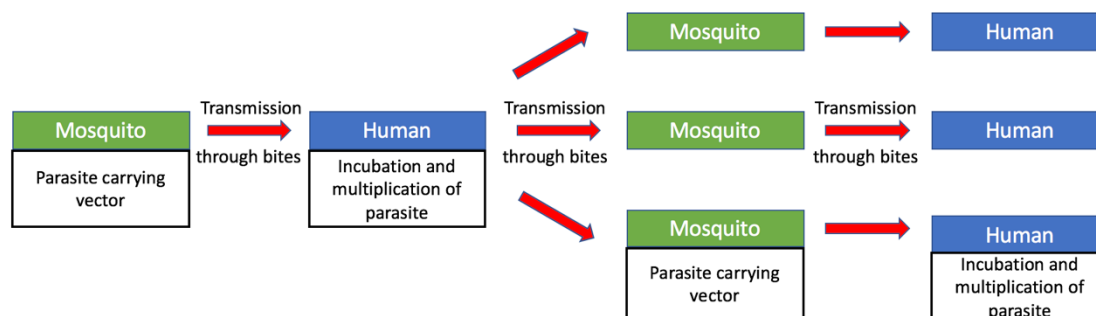 Mosquito
Human
Mosquito
Parasite carrying
vector
Transmission
through bites
Human
Incubation and
multiplication of
parasite
Transmission
through bites
Mosquito
Transmission
through bites
Human
Mosquito
Parasite carrying
vector
Human
Incubation and
multiplication of
parasite